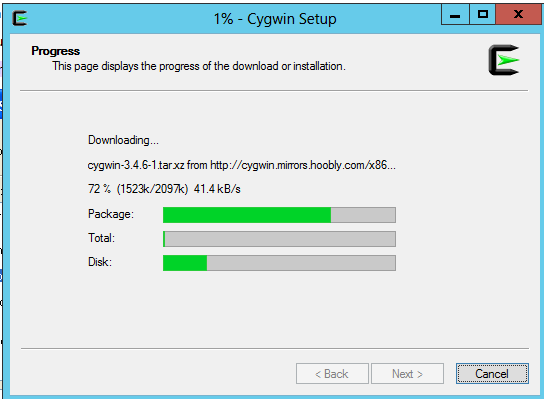 1% - Cygwin Setup
Progress
This page displays the progress of the download or installation.
Downloading...
cygwin-3.4.6-1.tar.xz from http://cygwin.mirrors.hoobly.com/x86...
72 % (1523k/2097k) 41.4 kB/s
Package:
Total:
Disk:
< Back
Next >
Cancel